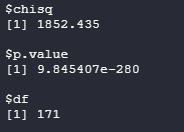 $chisq
[1] 1852.435
$p.value
[1] 9.845407e-280
$df
[1] 171